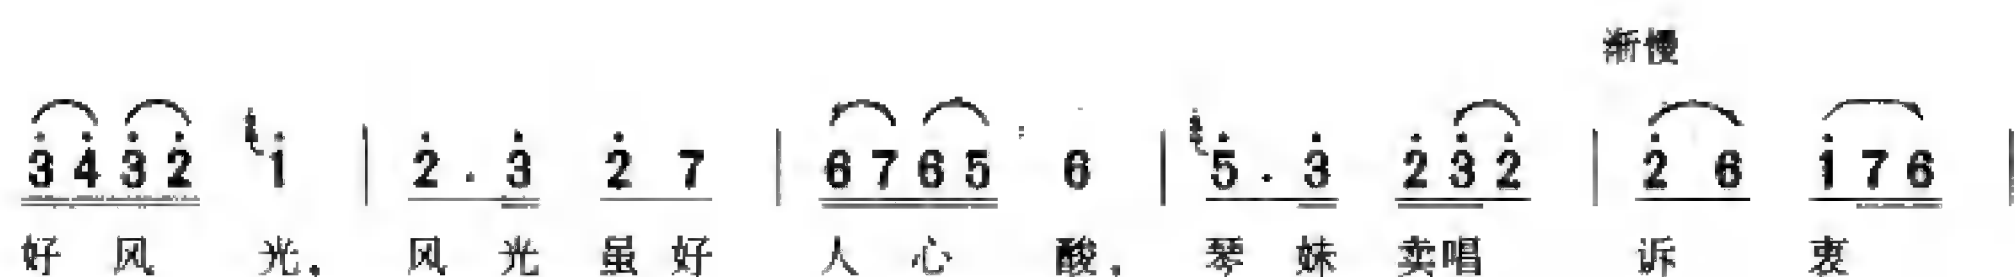 渐慢
3 4 3 2 1 | 2 . 3 2 7 | 6 7 6 5 6 | 5 . 3 2 3 2 | 2 6 1 7 6 |
好 风 光。 风 光 虽 好 人 心 酸， 琴 妹 卖 唱 诉 衷